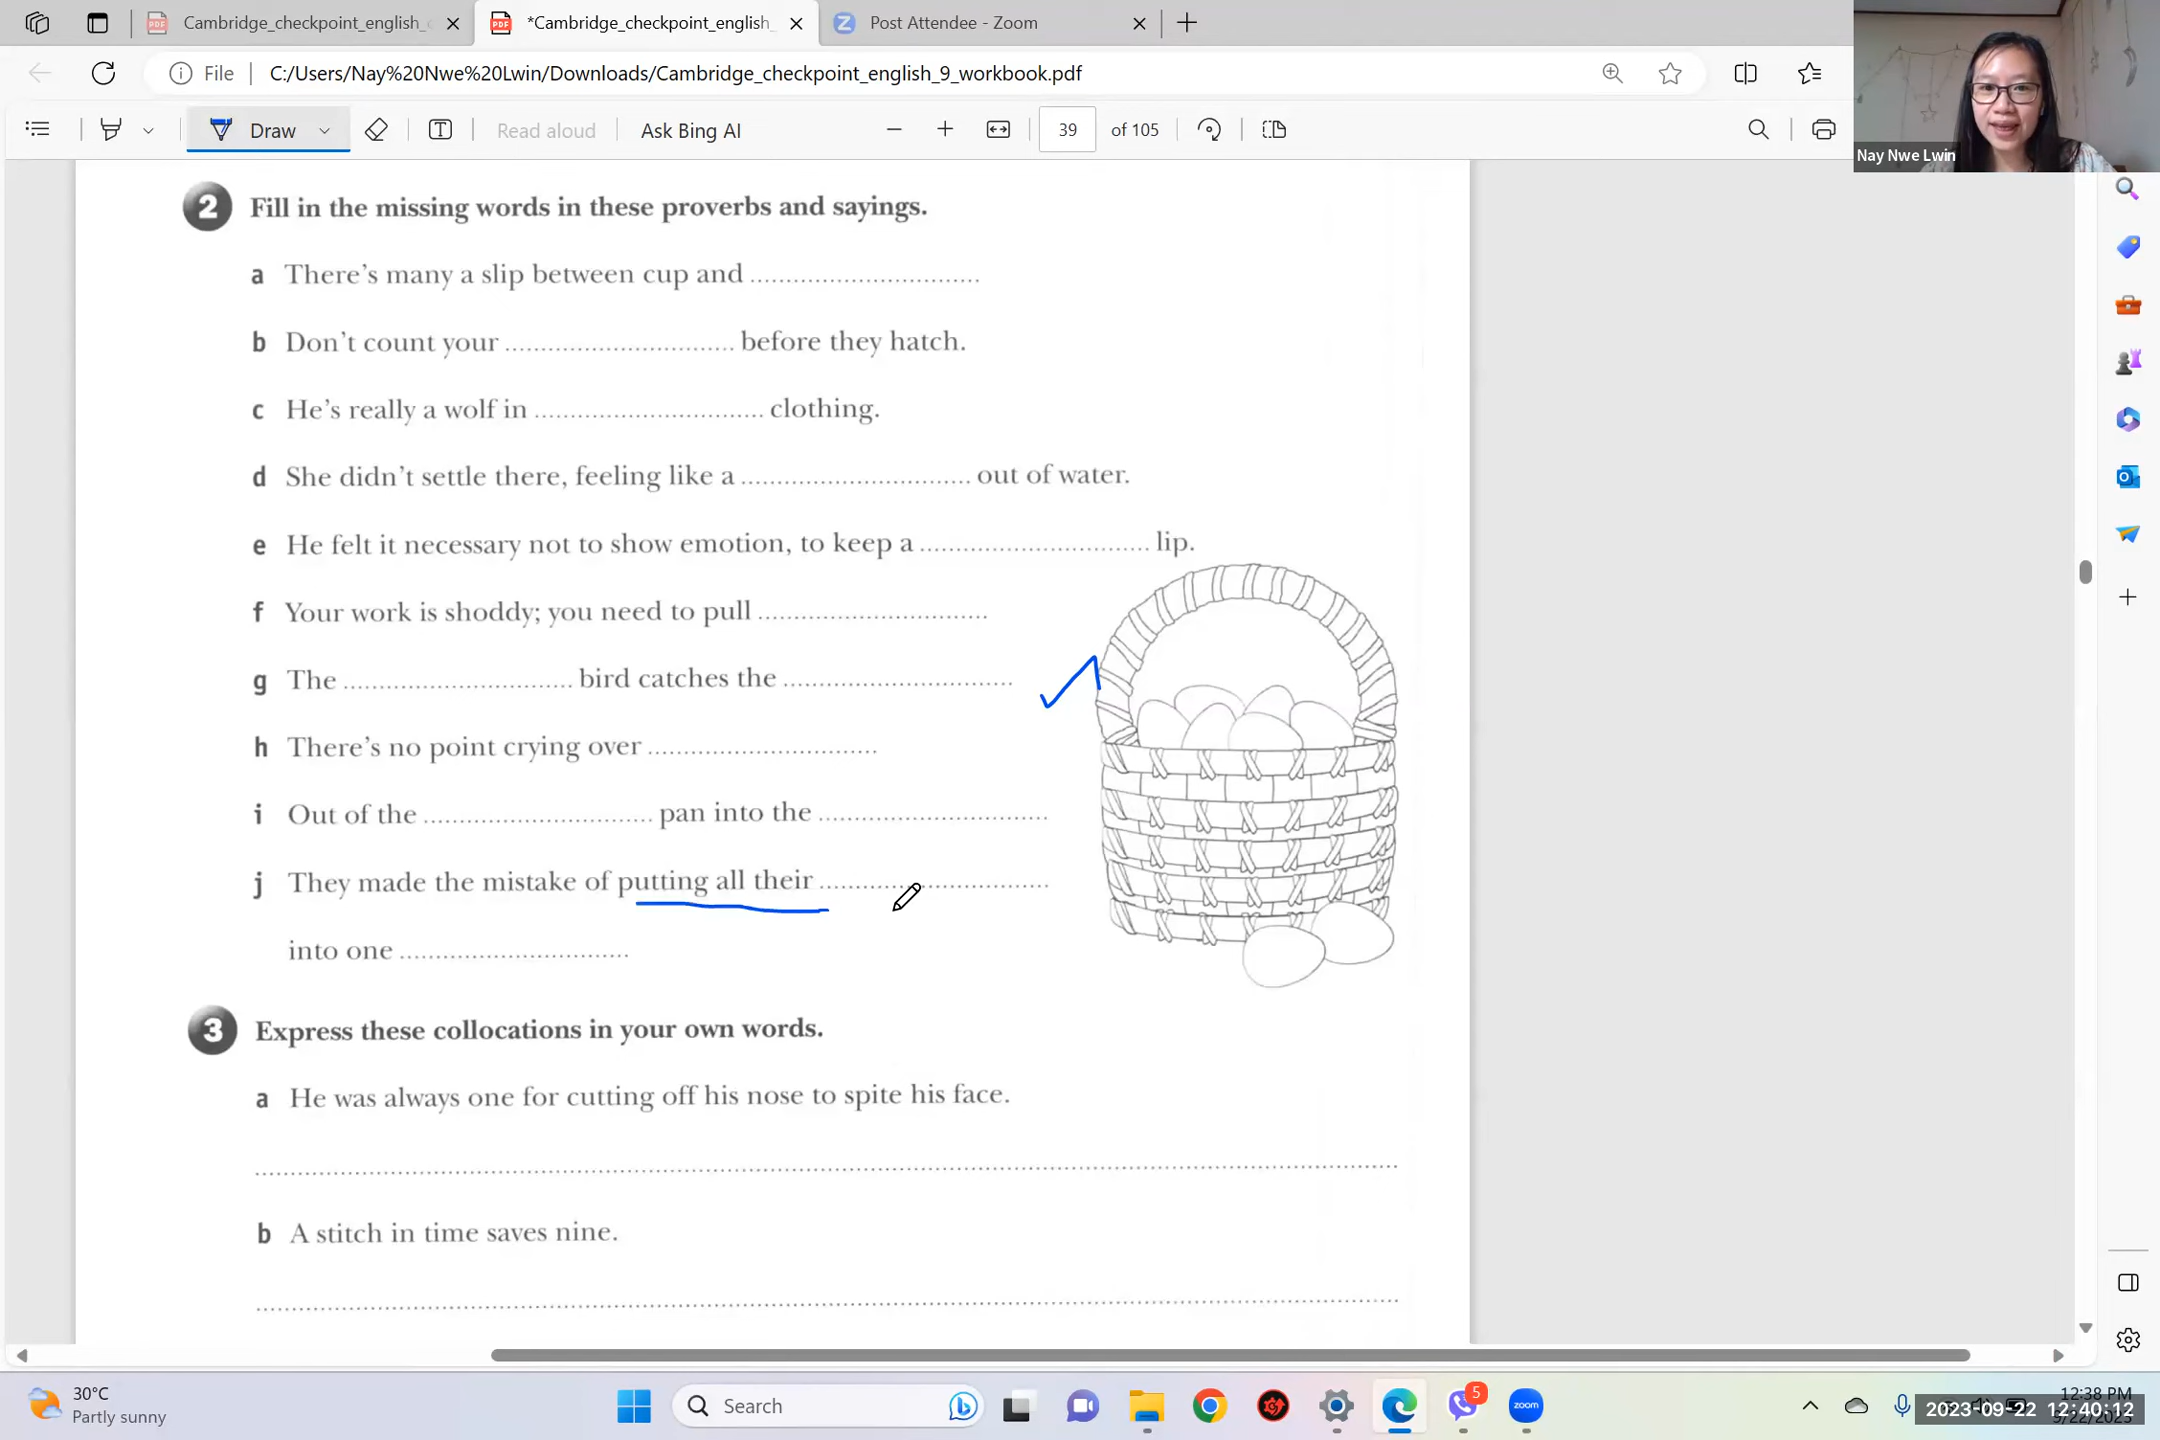 Cambridge_checkpoint_english_
*Cambridge_checkpoint_english_
Post Attendee - Zoom
File
C:/Users/Nay%20Nwe%20Lwin/Downloads/Cambridge_checkpoint_english_9_workbook.pdf
Draw
Read aloud
Ask Bing AI
39
of 105
Nay Nwe Lwin
2 Fill in the missing words in these proverbs and sayings.
a There's many a slip between cup and ..............................
b Don't count your .............................. before they hatch.
c He's really a wolf in .............................. clothing.
d She didn't settle there, feeling like a .............................. out of water.
e He felt it necessary not to show emotion, to keep a .............................. lip.
f Your work is shoddy; you need to pull ..............................
g The .............................. bird catches the ..............................
h There's no point crying over ..............................
i Out of the .............................. pan into the ..............................
j They made the mistake of putting all their ..............................
into one ..............................
3 Express these collocations in your own words.
a He was always one for cutting off his nose to spite his face.
b A stitch in time saves nine.
30°C
Partly sunny
Search
5
zoom
12:38 PM
2023-09-22 12:40:12